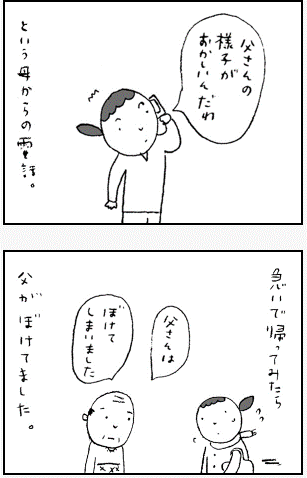 父さんの
様子が
おかしいんだわ
という母からの電話。
急いで帰ってみたら
父さんは
ぼけて
しまいました
父がぼけてました。